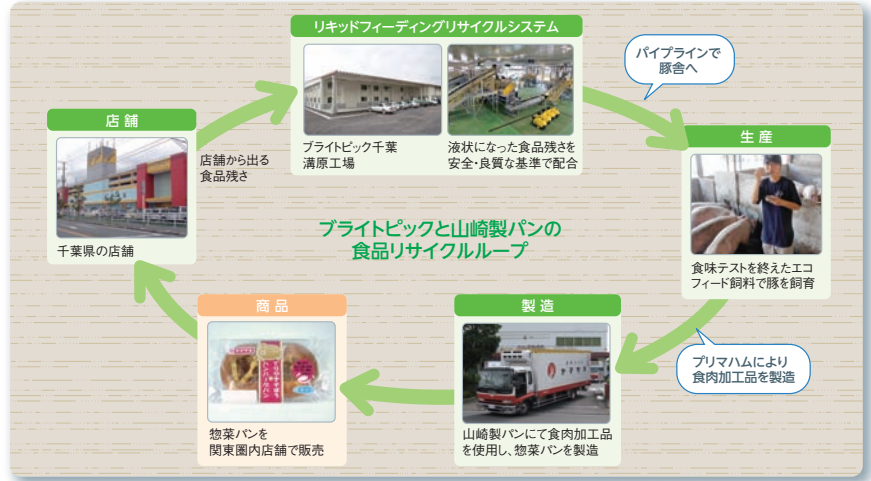 リキッドフィーディングリサイクルシステム
ブライトピック千葉
溝原工場
液状になった食品残さを
安全・良質な基準で配合
パイプラインで
豚舎へ
生産
食味テストを終えたエコ
フィード飼料で豚を飼育
プリマハムにより
食肉加工品を製造
製造
山崎製パンにて食肉加工品
を使用し、惣菜パンを製造
商品
惣菜パンを
関東圏内店舗で販売
店舗
千葉県の店舗
店舗から出る
食品残さ
ブライトピックと山崎製パンの
食品リサイクルループ